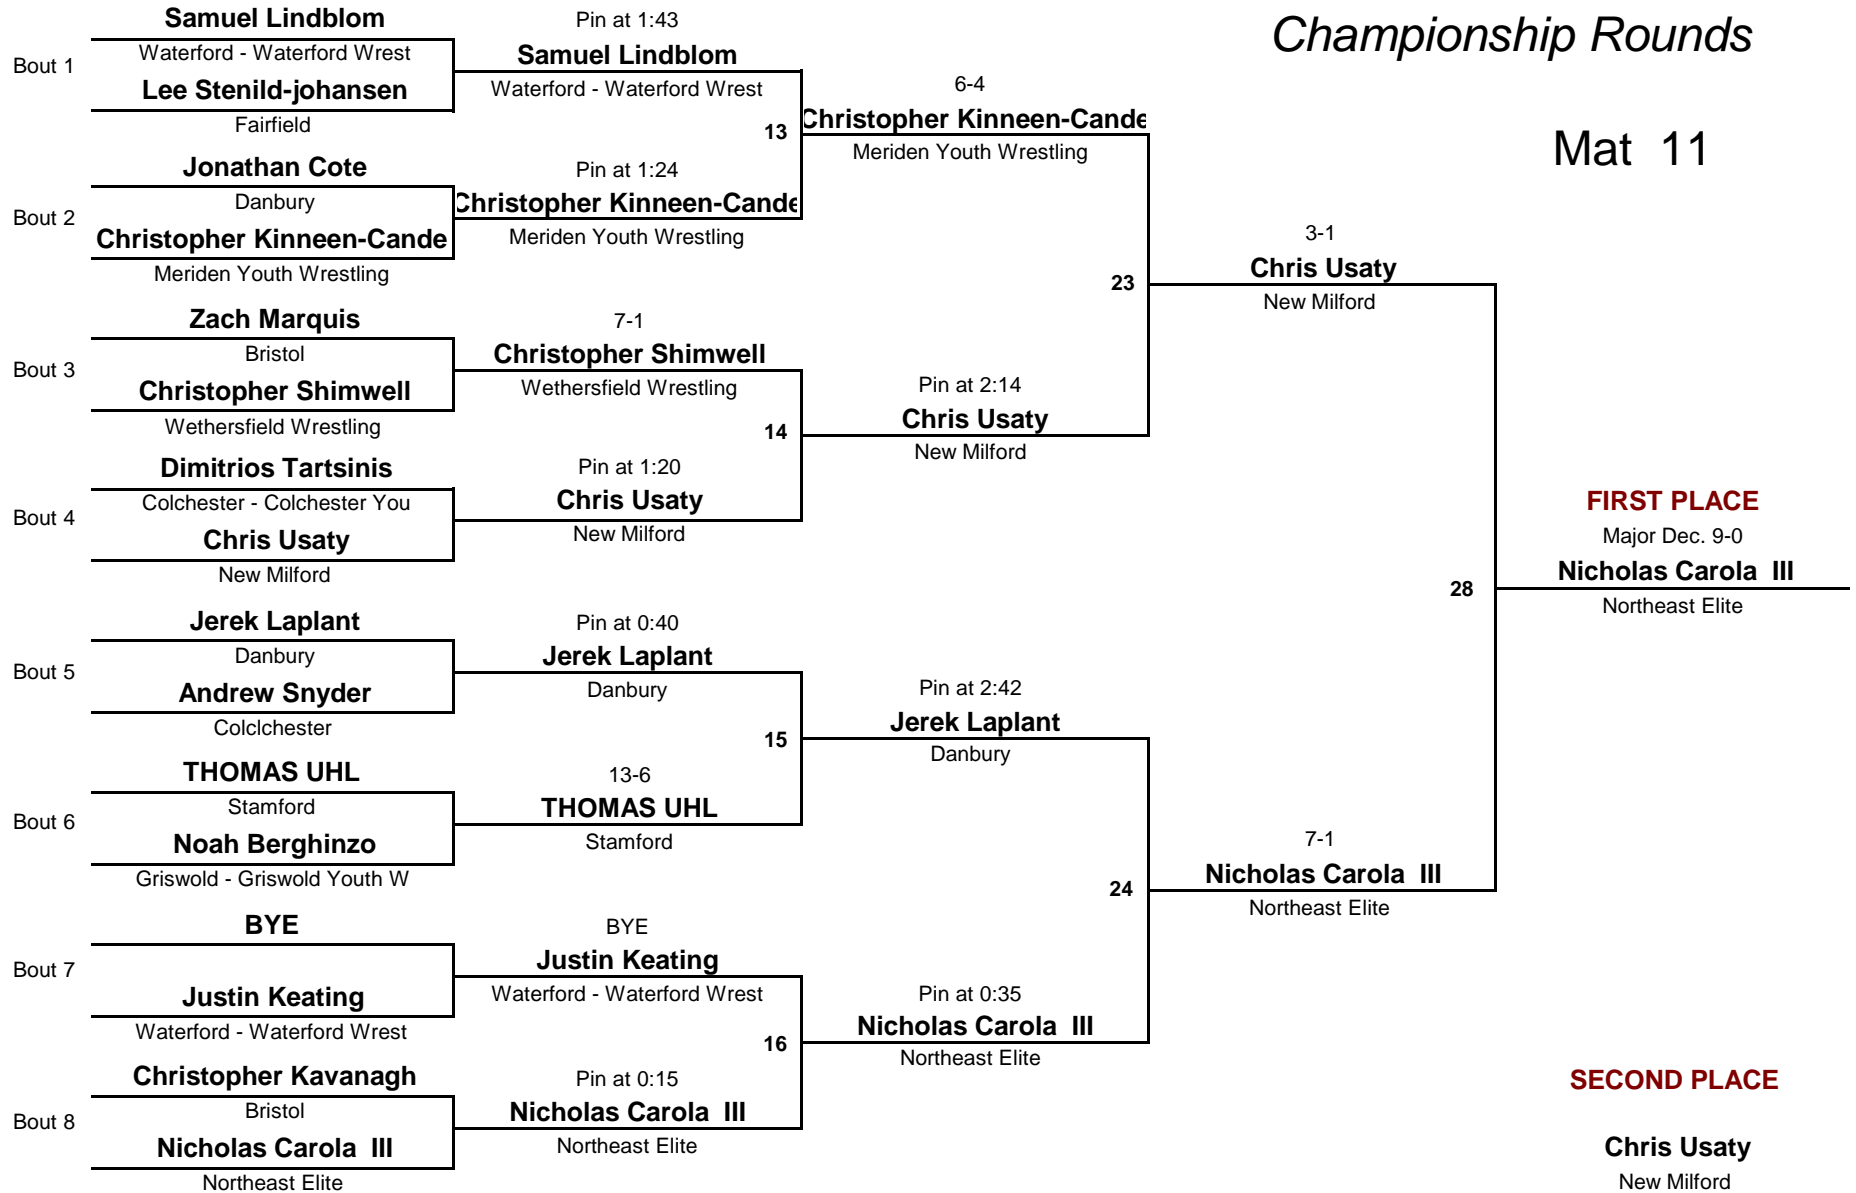 Championship Rounds
Mat 11
Bout 1
Samuel Lindblom
Waterford - Waterford Wrest
Lee Stenild-johansen
Fairfield
Bout 2
Jonathan Cote
Danbury
Christopher Kinneen-Cande
Meriden Youth Wrestling
Bout 3
Zach Marquis
Bristol
Christopher Shimwell
Wethersfield Wrestling
Bout 4
Dimitrios Tartsinis
Colchester - Colchester You
Chris Usaty
New Milford
Bout 5
Jerek Laplant
Danbury
Andrew Snyder
Colclchester
Bout 6
THOMAS UHL
Stamford
Noah Berghinzo
Griswold - Griswold Youth W
Bout 7
BYE
Justin Keating
Waterford - Waterford Wrest
Bout 8
Christopher Kavanagh
Bristol
Nicholas Carola III
Northeast Elite
Pin at 1:43
Samuel Lindblom
Waterford - Waterford Wrest
13
Pin at 1:24
Christopher Kinneen-Cande
Meriden Youth Wrestling
7-1
Christopher Shimwell
Wethersfield Wrestling
14
Pin at 1:20
Chris Usaty
New Milford
Pin at 0:40
Jerek Laplant
Danbury
15
13-6
THOMAS UHL
Stamford
BYE
Justin Keating
Waterford - Waterford Wrest
16
Pin at 0:15
Nicholas Carola III
Northeast Elite
6-4
Christopher Kinneen-Cande
Meriden Youth Wrestling
23
Pin at 2:14
Chris Usaty
New Milford
Pin at 2:42
Jerek Laplant
Danbury
24
Pin at 0:35
Nicholas Carola III
Northeast Elite
3-1
Chris Usaty
New Milford
28
7-1
Nicholas Carola III
Northeast Elite
FIRST PLACE
Major Dec. 9-0
Nicholas Carola III
Northeast Elite
SECOND PLACE
Chris Usaty
New Milford